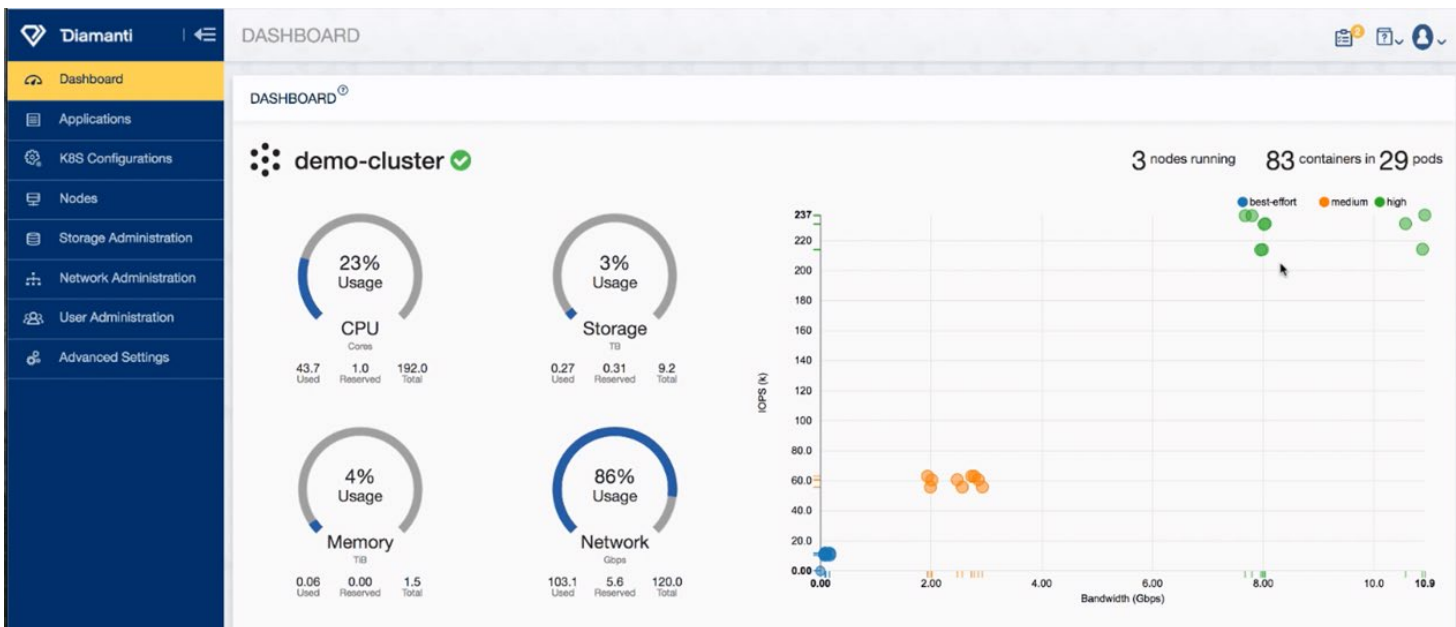 Diamanti
DASHBOARD
2
Dashboard
Applications
K8S Configurations
Nodes
Storage Administration
Network Administration
User Administration
Advanced Settings
DASHBOARD
demo-cluster
3 nodes running
83 containers in 29 pods
23%
Usage
CPU
Cores
43.7 1.0 192.0
Used Reserved Total
3%
Usage
Storage
TB
0.27 0.31 9.2
Used Reserved Total
4%
Usage
Memory
TiB
0.06 0.00 1.5
Used Reserved Total
86%
Usage
Network
Gbps
103.1 5.6 120.0
Used Reserved Total
best-effort medium high
237
220
200
180
160
140
120
100
80.0
60.0
40.0
20.0
0.00
IOPS (k)
0.00 2.00 4.00 6.00 8.00 10.0 10.9
Bandwidth (Gbps)